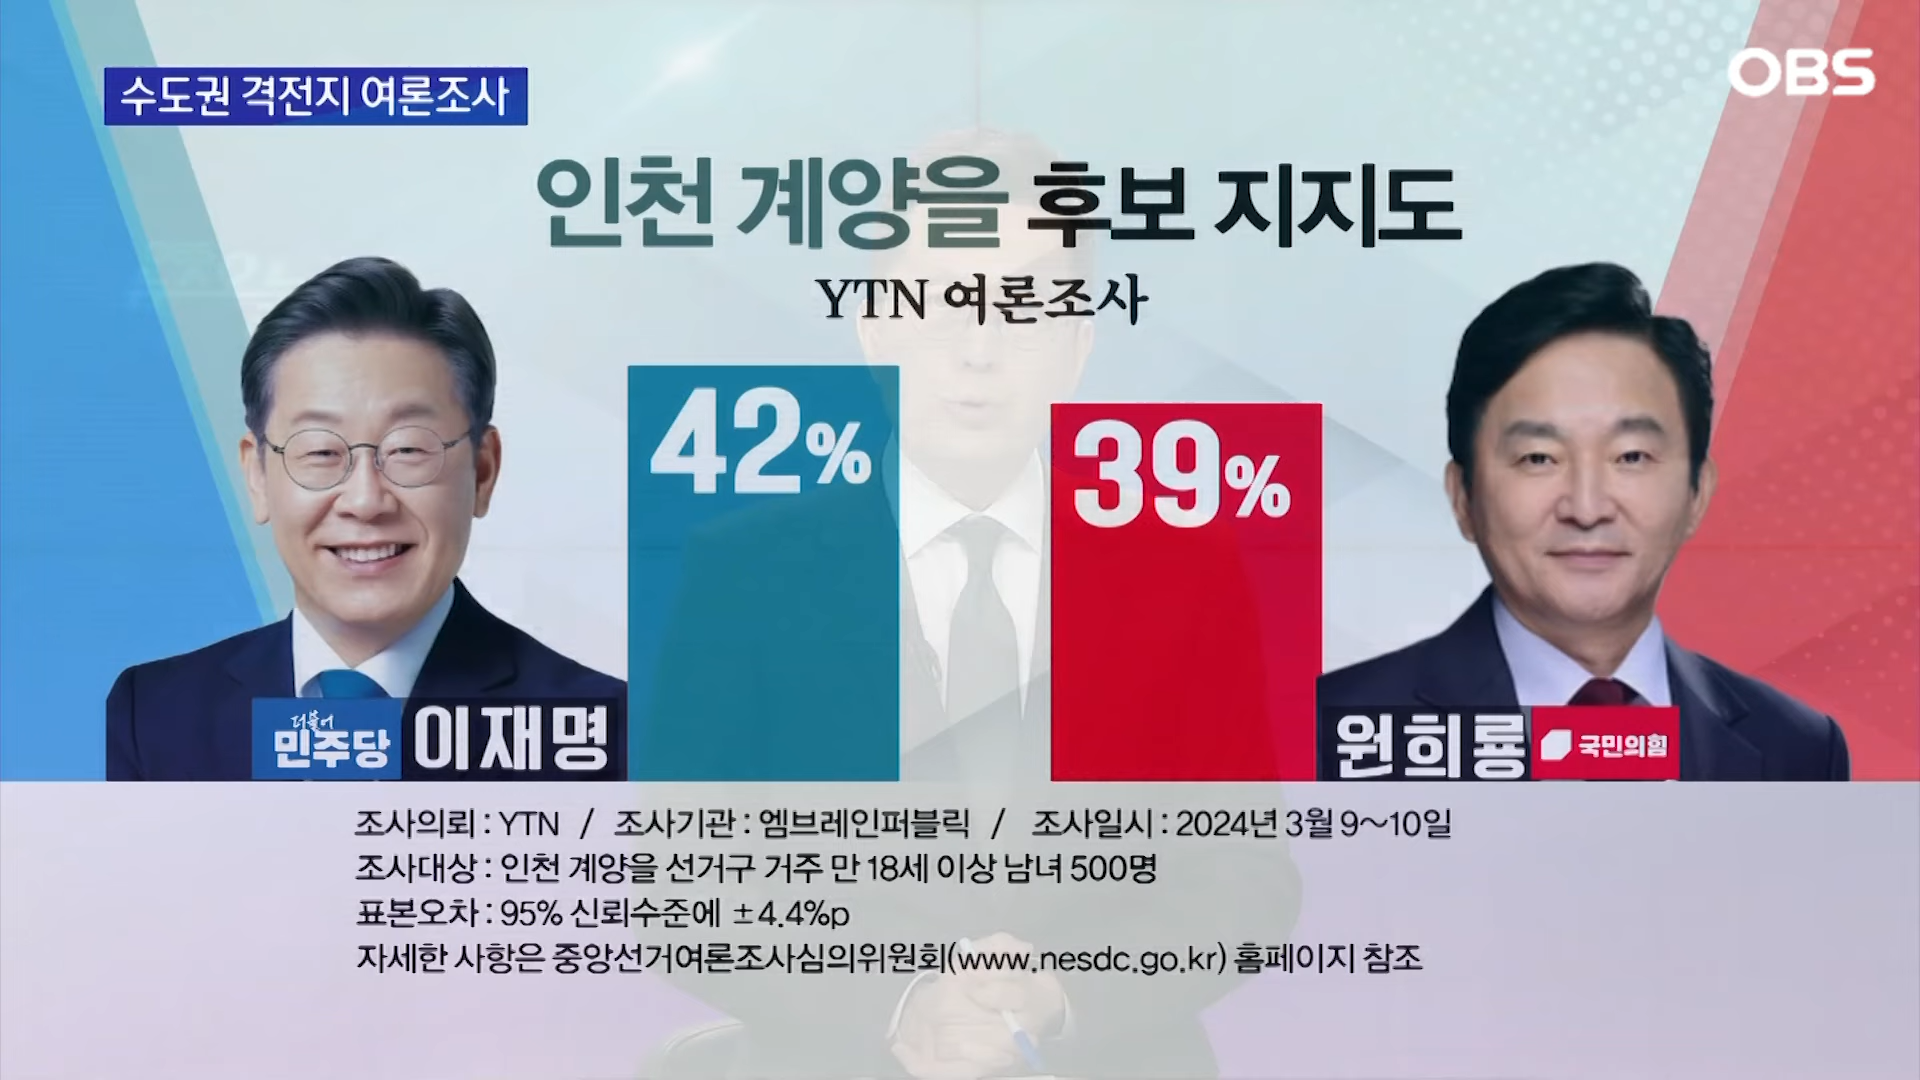 수도권 격전지 여론조사
OBS
인천 계양을 후보 지지도
YTN 여론조사
42%
39%
더불어
민주당
이재명
원희룡
국민의힘
조사의뢰 : YTN / 조사기관 : 엠브레인퍼블릭 / 조사일시 : 2024년 3월 9~10일
조사대상 : 인천 계양을 선거구 거주 만 18세 이상 남녀 500명
표본오차 : 95% 신뢰수준에 ±4.4%p
자세한 사항은 중앙선거여론조사심의위원회(www.nesdc.go.kr) 홈페이지 참조